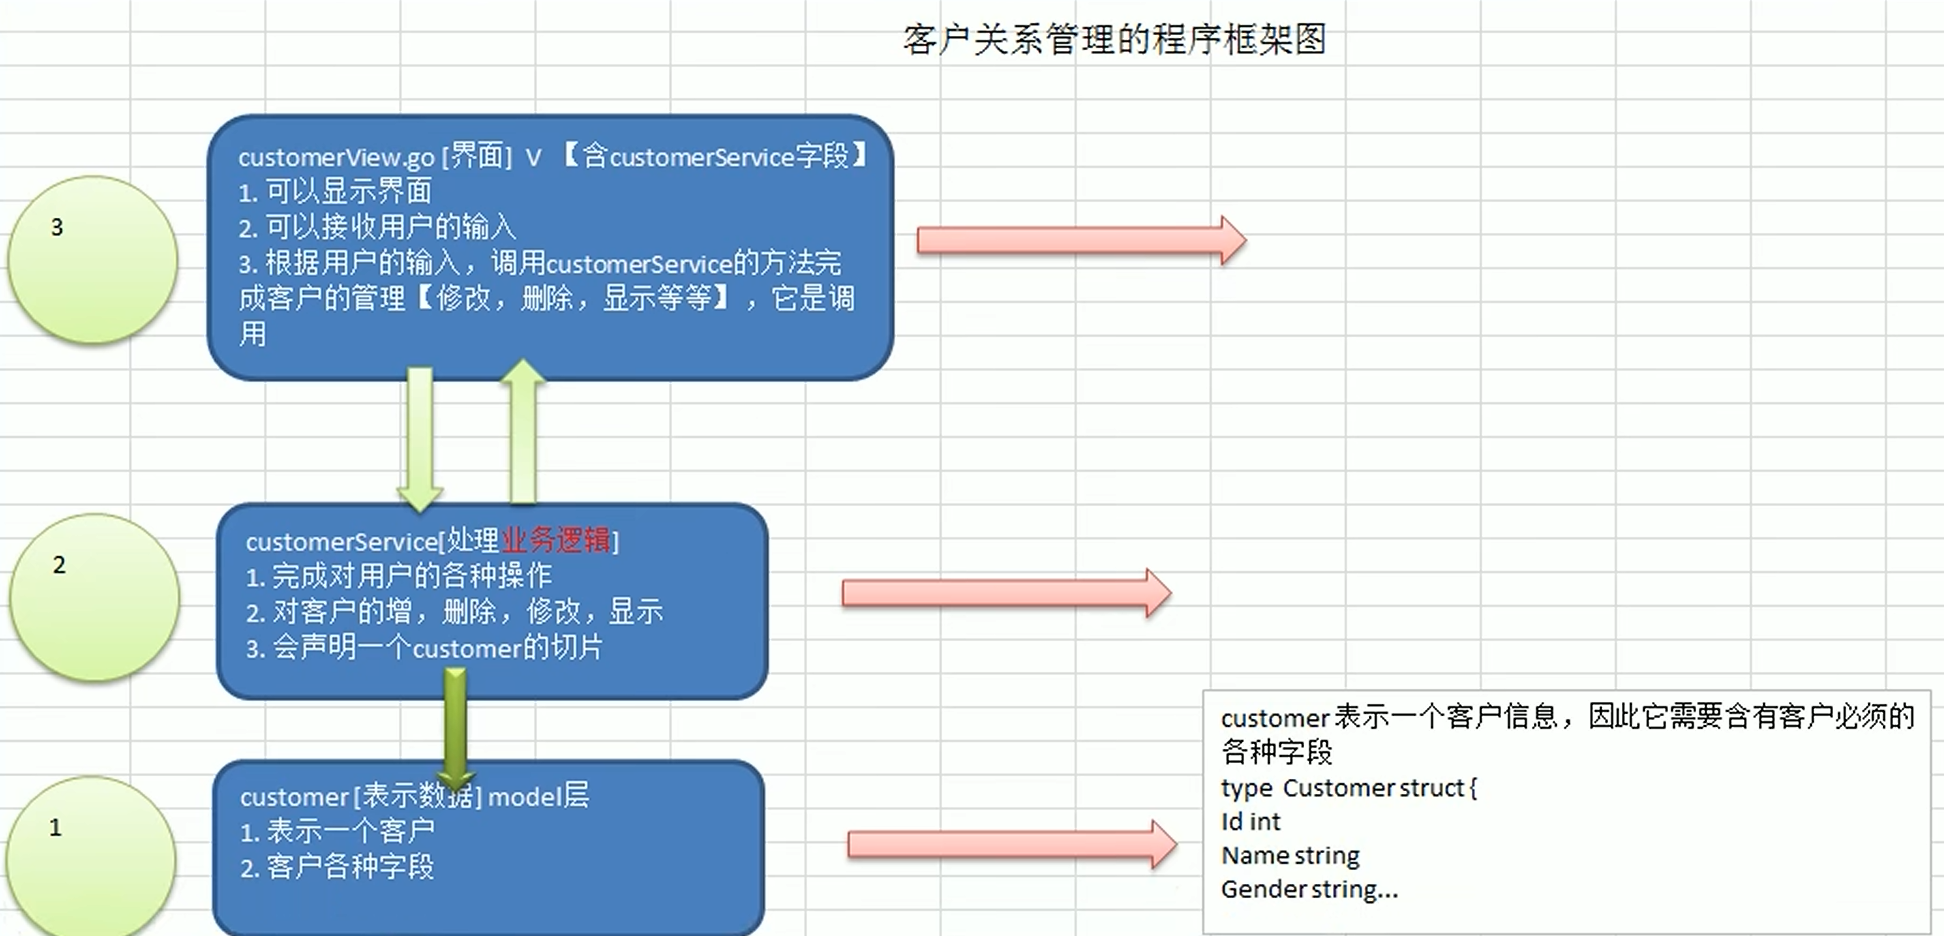 客户关系管理的程序框架图
3
customerView.go [界面] V 【含customerService字段】
1. 可以显示界面
2. 可以接收用户的输入
3. 根据用户的输入，调用customerService的方法完
成客户的管理【修改，删除，显示等等】，它是调
用
2
customerService[处理业务逻辑]
1. 完成对用户的各种操作
2. 对客户的增，删除，修改，显示
3. 会声明一个customer的切片
1
customer [表示数据] model层
1. 表示一个客户
2. 客户各种字段
customer 表示一个客户信息，因此它需要含有客户必须的
各种字段
type Customer struct {
Id int
Name string
Gender string...